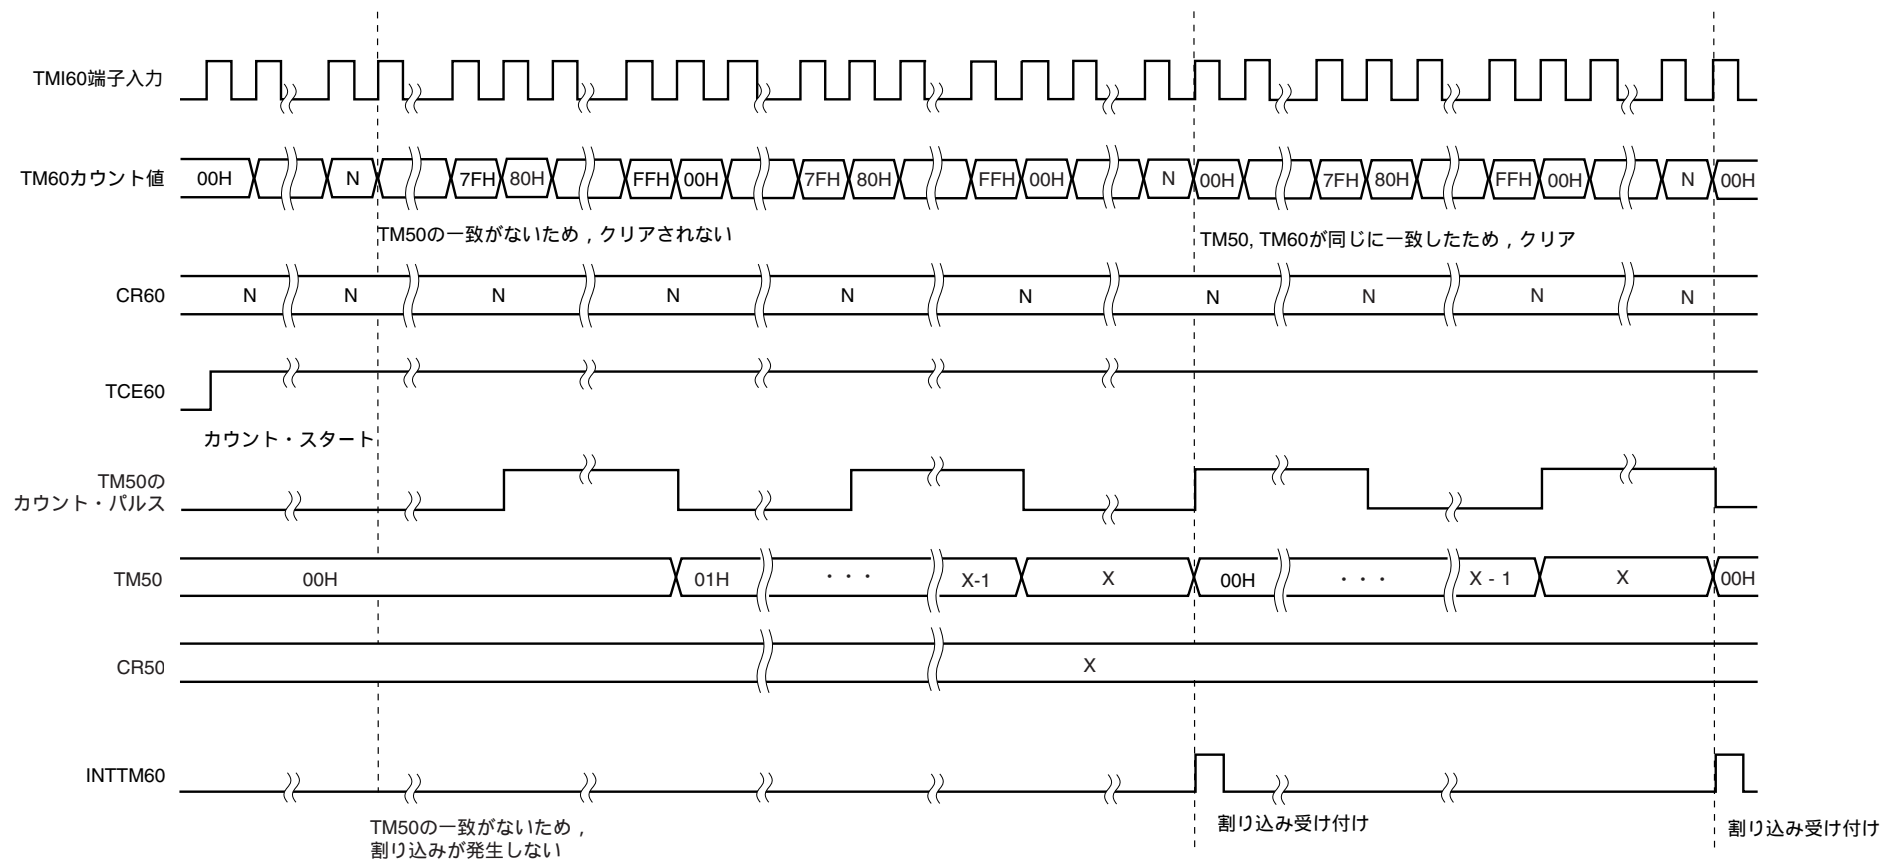 TMI60端子入力
TM60カウント値 00H N 7FH 80H FFH 00H 7FH 80H FFH 00H N 00H 7FH 80H FFH 00H N 00H
TM50の一致がないため，クリアされない
TM50, TM60が同じに一致したため，クリア
CR60 N N N N N N N N N N
TCE60
カウント・スタート
TM50の
カウント・パルス
TM50 00H 01H ・・・ X-1 X 00H ・・・ X - 1 X 00H
CR50 X
INTTM60
TM50の一致がないため，
割り込みが発生しない
割り込み受け付け
割り込み受け付け